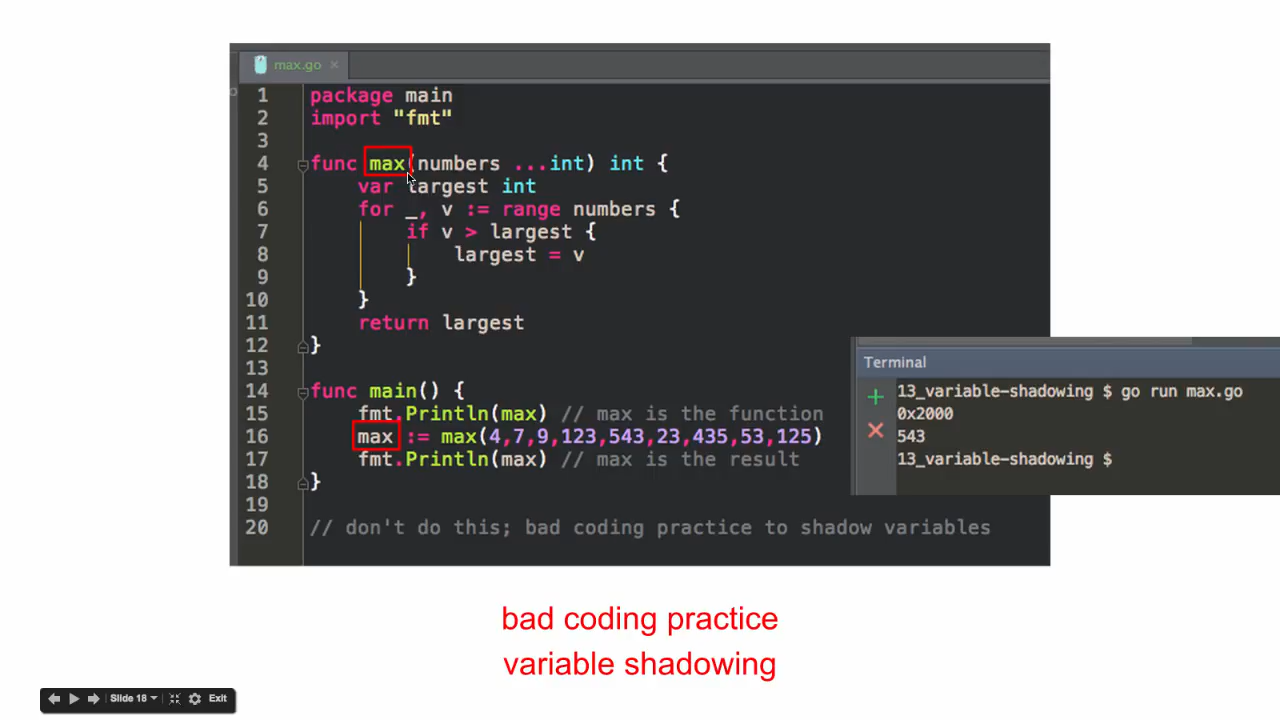 max.go
1 package main
2 import "fmt"
3
4 func max(numbers ...int) int {
5 var largest int
6 for _, v := range numbers {
7 if v > largest {
8 largest = v
9 }
10 }
11 return largest
12 }
13
14 func main() {
15 fmt.Println(max) // max is the function
16 max := max(4,7,9,123,543,23,435,53,125)
17 fmt.Println(max) // max is the result
18 }
19
20 // don't do this; bad coding practice to shadow variables
Terminal
13_variable-shadowing $ go run max.go
0x2000
543
13_variable-shadowing $
bad coding practice
variable shadowing
Slide 18 Exit